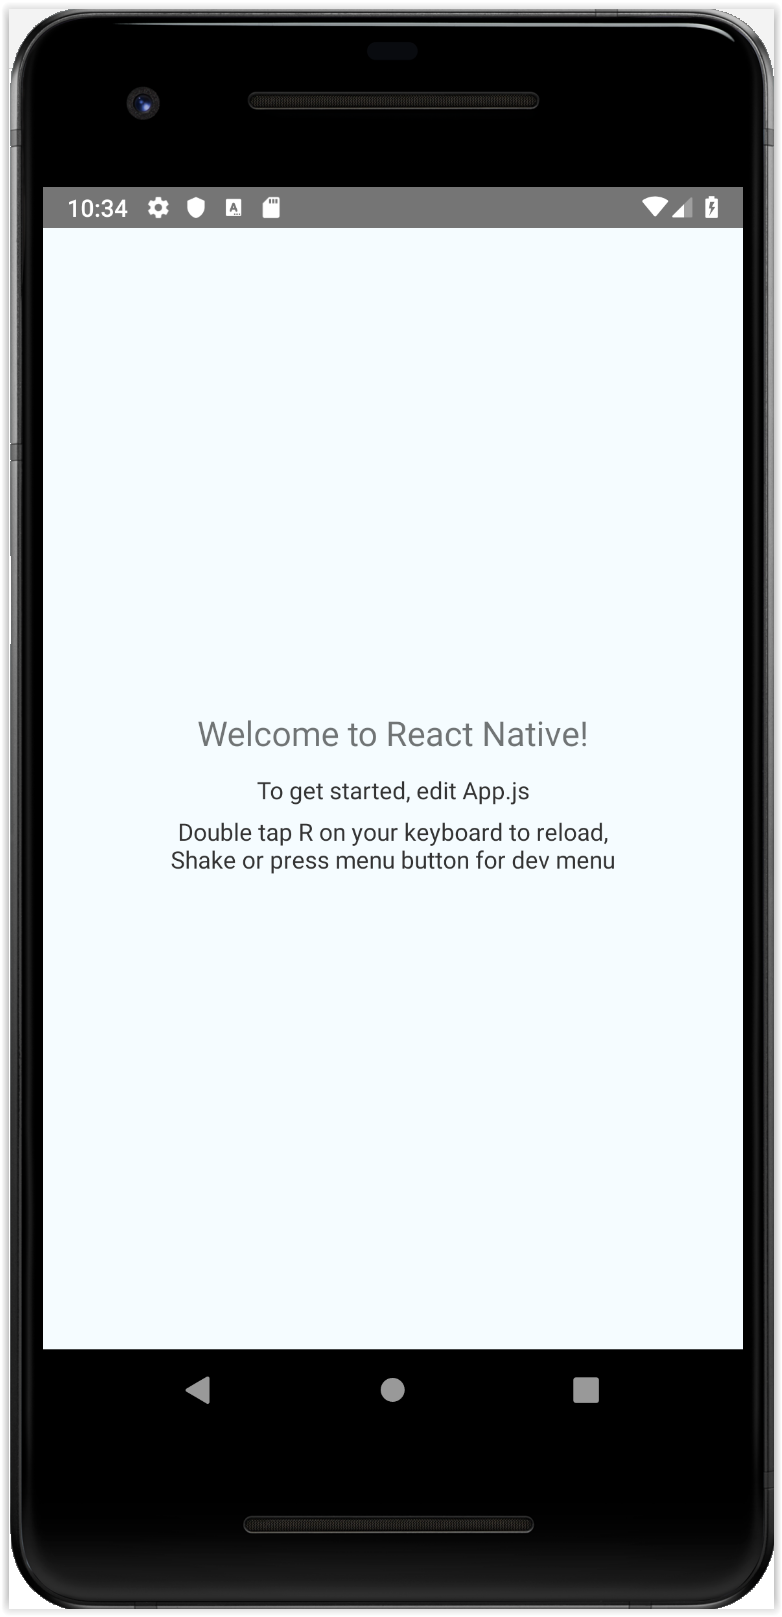 10:34
Welcome to React Native!
To get started, edit App.js
Double tap R on your keyboard to reload,
Shake or press menu button for dev menu